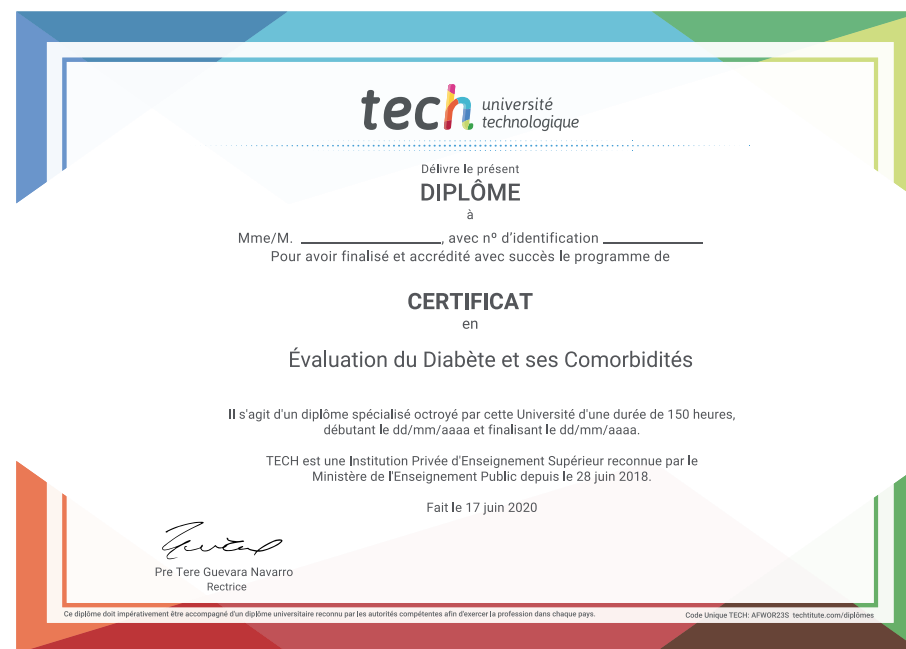 tech université
technologique
Délivre le présent
DIPLÔME
à
Mme/M. ____________________, avec nº d'identification ______________
Pour avoir finalisé et accrédité avec succès le programme de
CERTIFICAT
en
Évaluation du Diabète et ses Comorbidités
Il s'agit d'un diplôme spécialisé octroyé par cette Université d'une durée de 150 heures,
débutant le dd/mm/aaaa et finalisant le dd/mm/aaaa.
TECH est une Institution Privée d'Enseignement Supérieur reconnue par le
Ministère de l'Enseignement Public depuis le 28 juin 2018.
Fait le 17 juin 2020
Pre Tere Guevara Navarro
Rectrice
Ce diplôme doit impérativement être accompagné d'un diplôme universitaire reconnu par les autorités compétentes afin d'exercer la profession dans chaque pays.
Code Unique TECH: AFWOR23S techtitute.com/diplômes